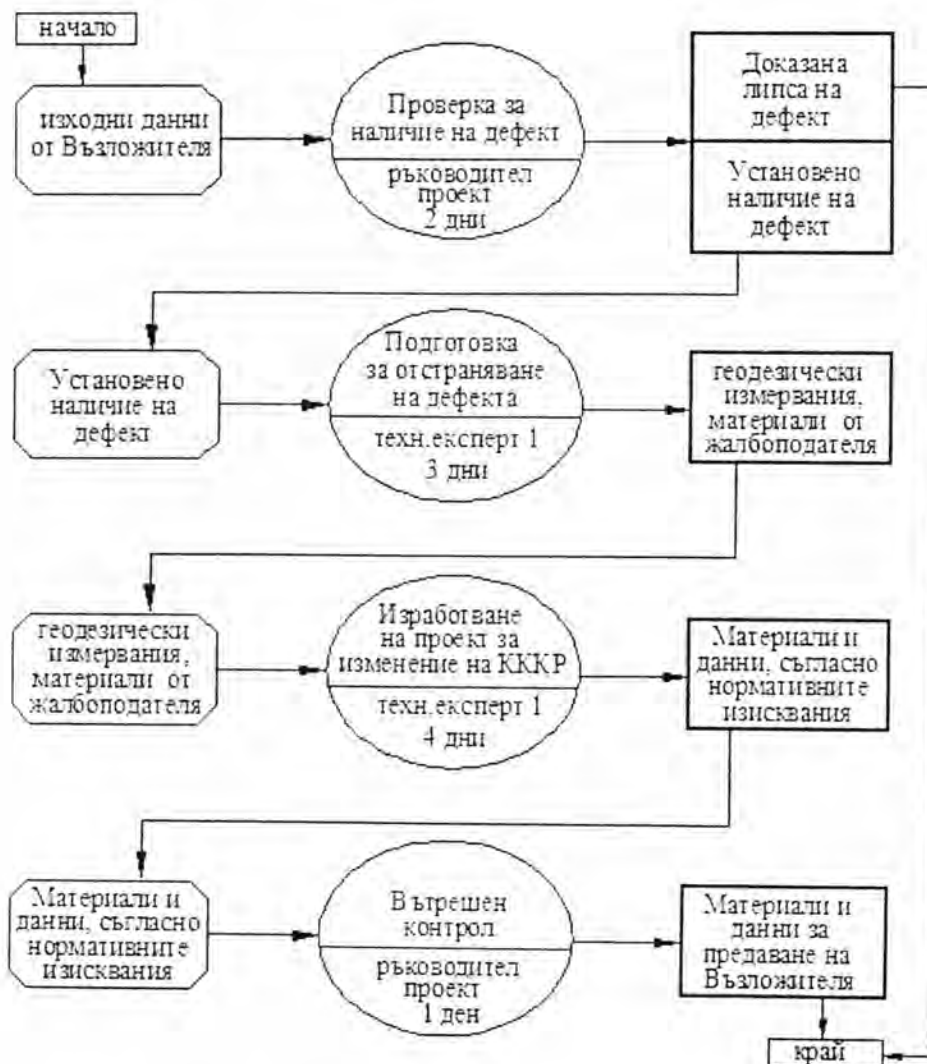 начало
изходни данни
от Възложителя
Проверка за
наличие на дефект
ръководител
проект
2 дни
Доказана
липса на
дефект
Установено
наличие на
дефект
Установено
наличие на
дефект
Подготовка
за отстраняване
на дефекта
техн.експерт 1
3 дни
геодезически
измервания,
материали от
жалбоподателя
геодезически
измервания,
материали от
жалбоподателя
Изработване
на проект за
изменение на КККР
техн.експерт 1
4 дни
Материали и
данни, съгласно
нормативните
изисквания
Материали и
данни, съгласно
нормативните
изисквания
Вътрешен
контрол
ръководител
проект
1 ден
Материали и
данни за
предаване на
Възложителя
край